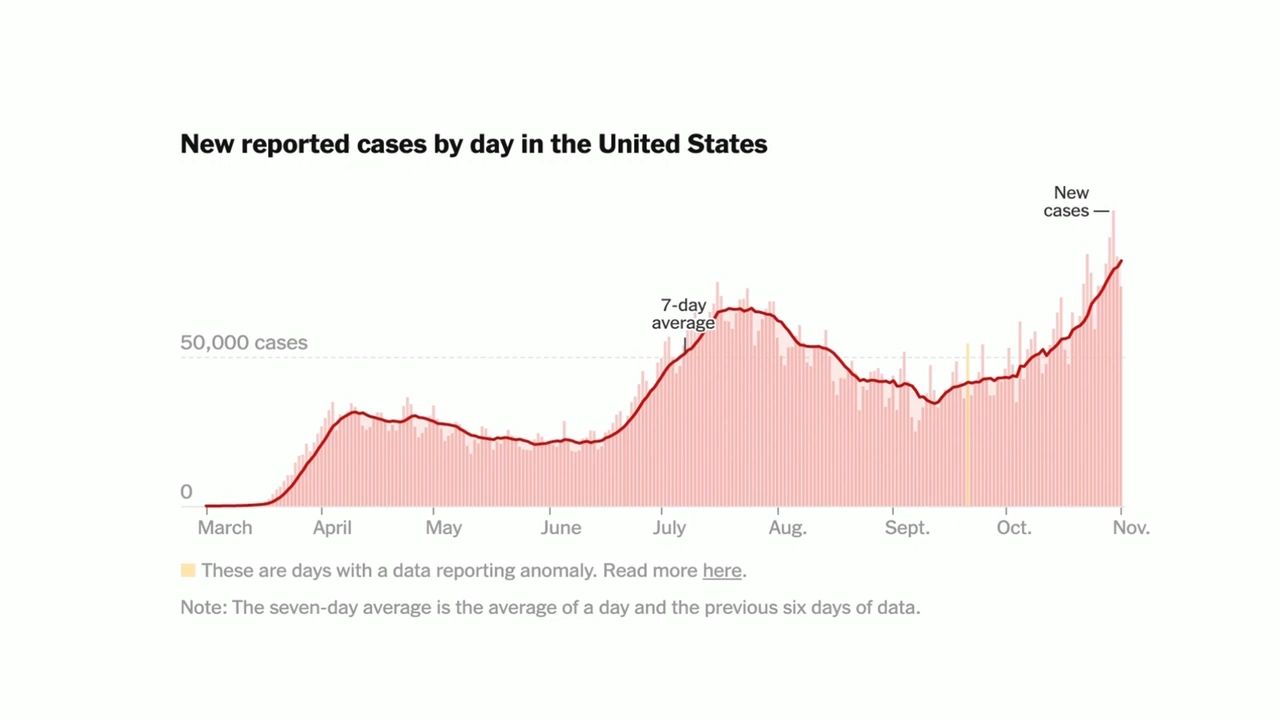 New reported cases by day in the United States
New
cases
7-day
average
50,000 cases
0
March April May June July Aug. Sept. Oct. Nov.
These are days with a data reporting anomaly. Read more here.
Note: The seven-day average is the average of a day and the previous six days of data.